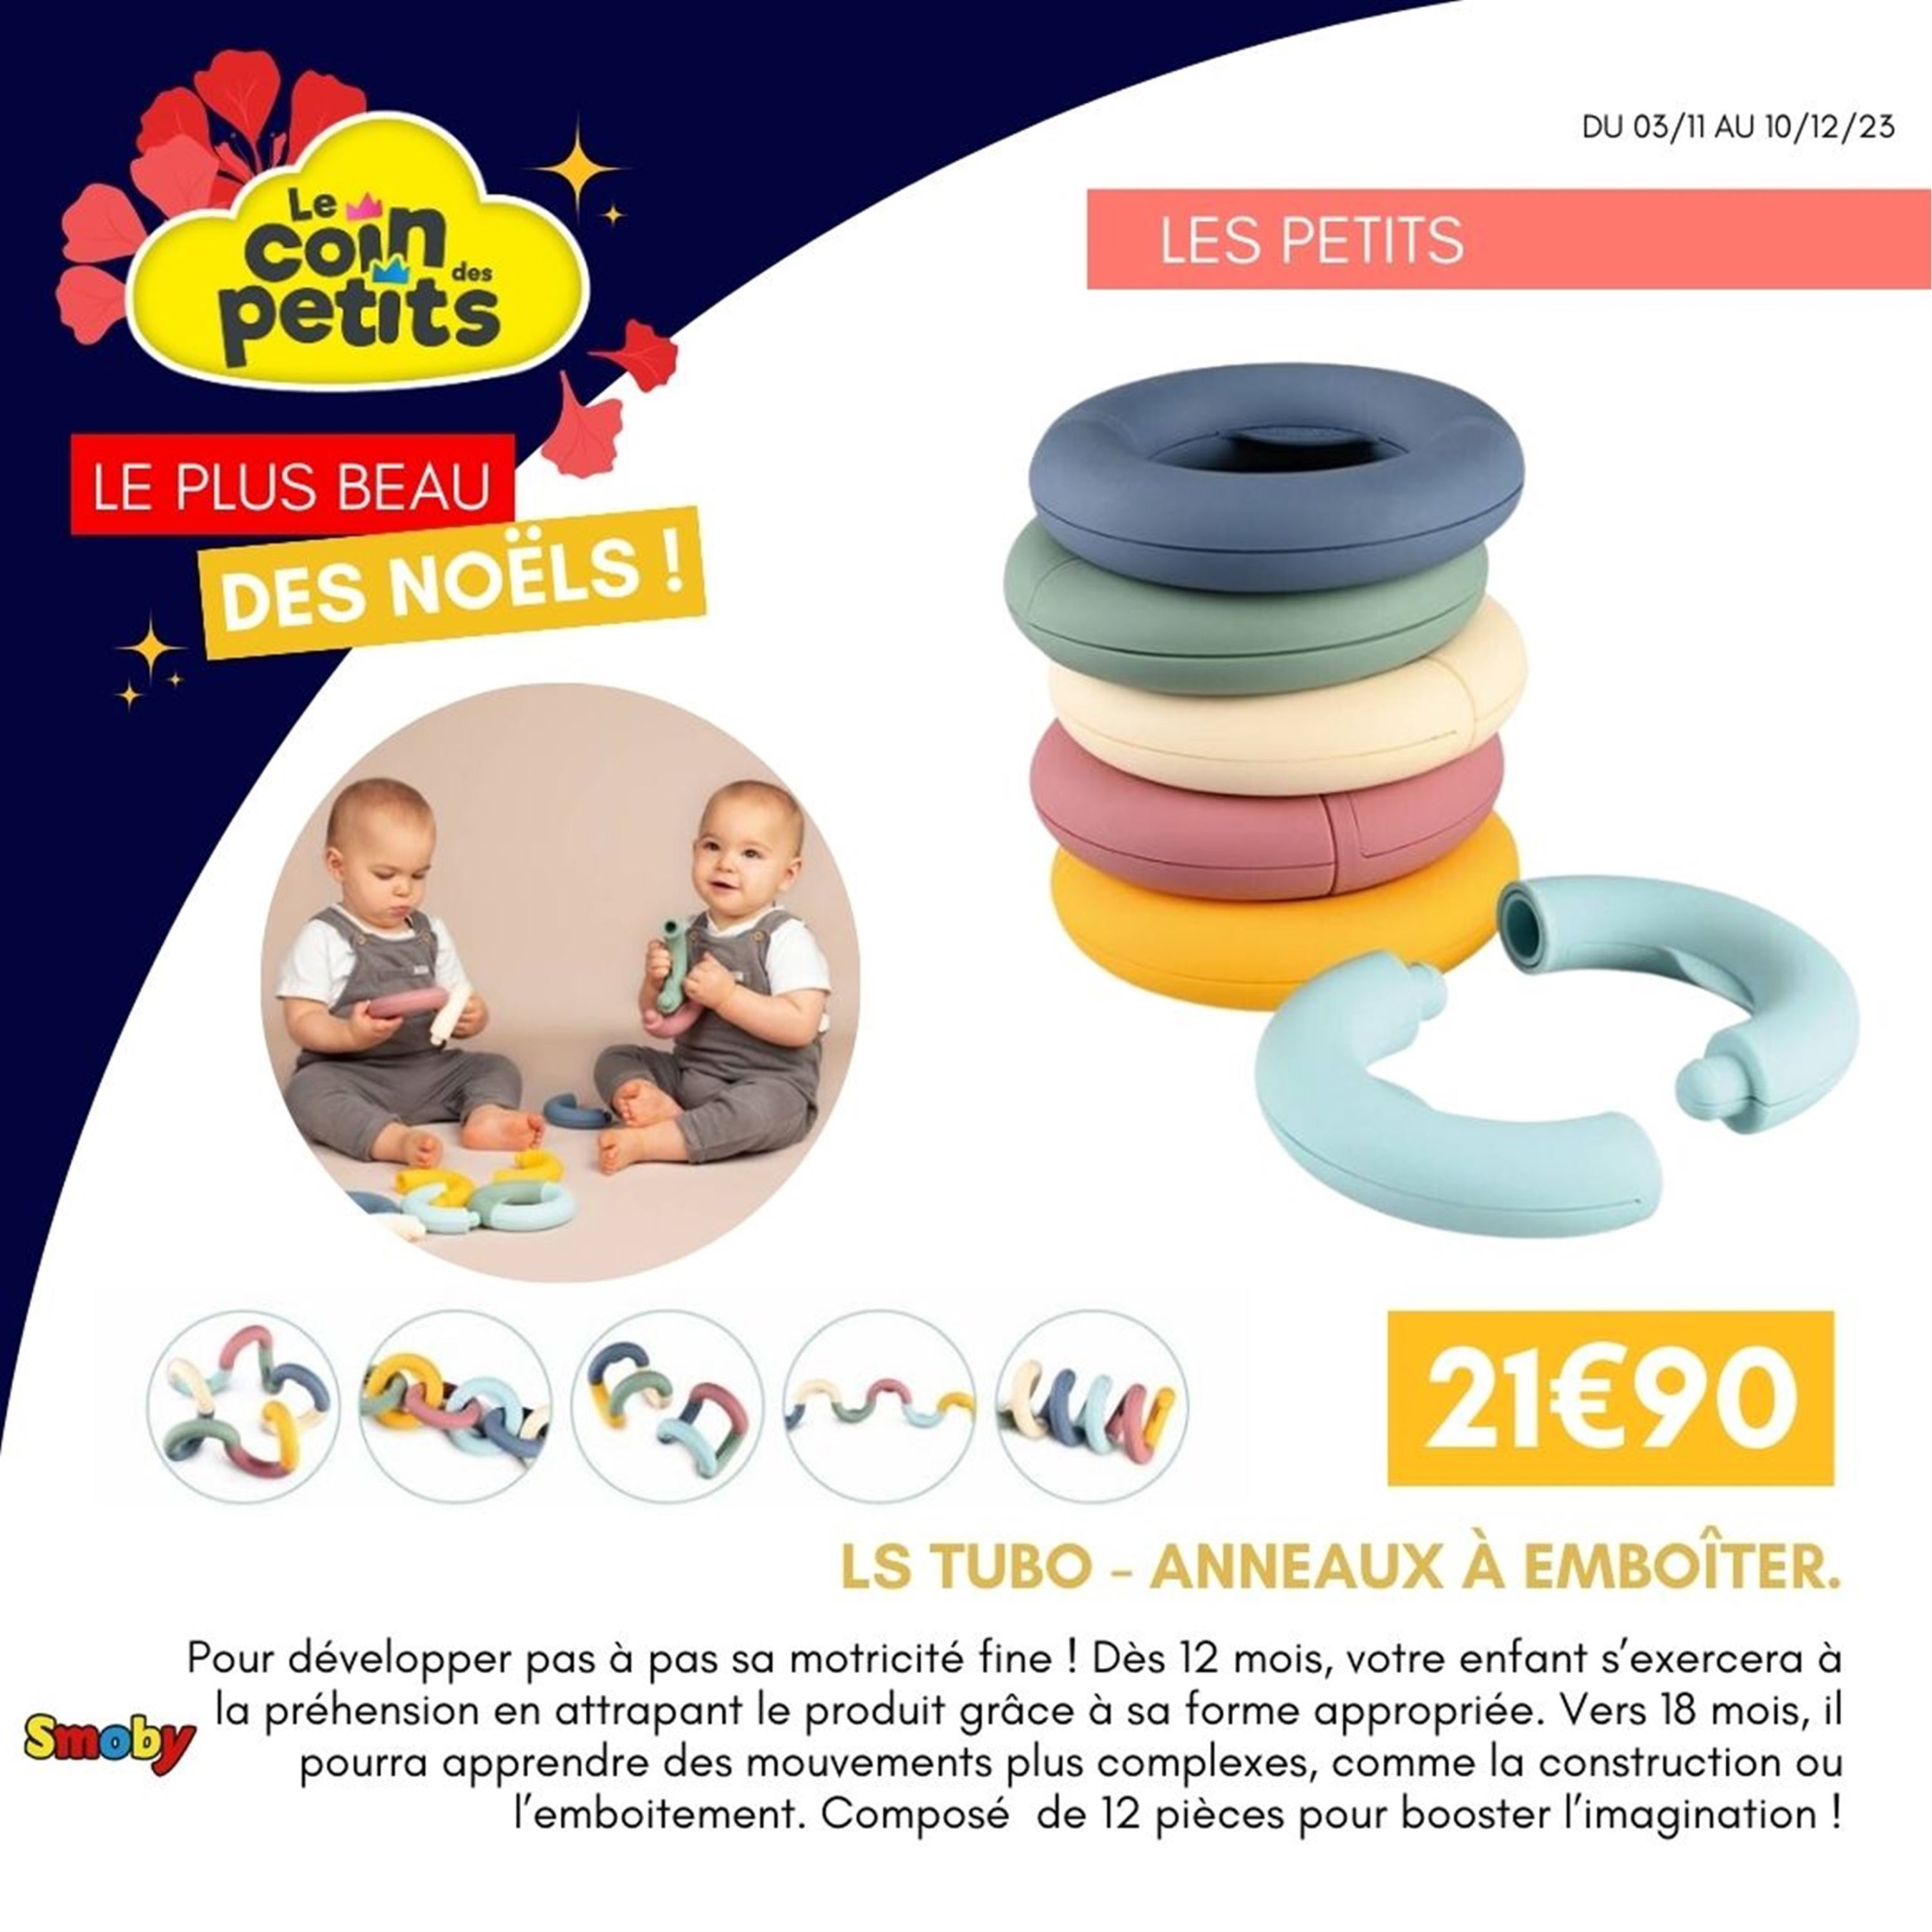 Le
coin
des
petits
DU 03/11 AU 10/12/23
LES PETITS
LE PLUS BEAU
DES NOËLS !
21€90
LS TUBO - ANNEAUX À EMBOÎTER.
Pour développer pas à pas sa motricité fine ! Dès 12 mois, votre enfant s'exercera à
la préhension en attrapant le produit grâce à sa forme appropriée. Vers 18 mois, il
pourra apprendre des mouvements plus complexes, comme la construction ou
l'emboitement. Composé  de 12 pièces pour booster l'imagination !
Smoby